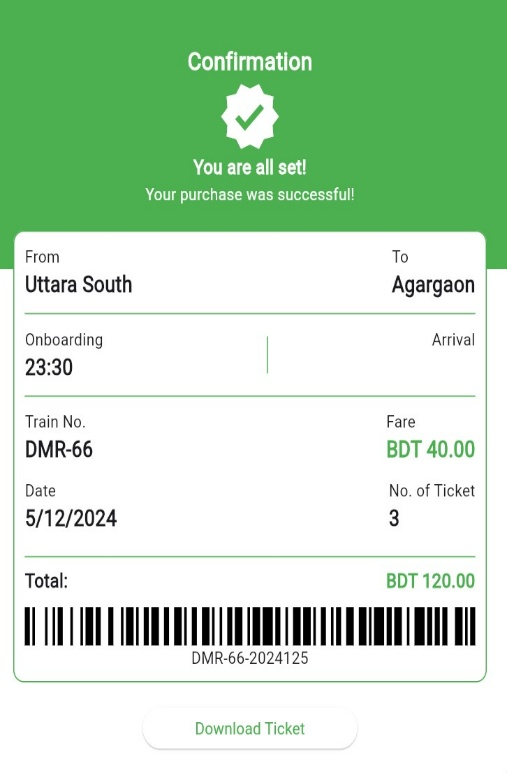 Confirmation
You are all set!
Your purchase was successful!
From To
Uttara South Agargaon
Onboarding Arrival
23:30
Train No. Fare
DMR-66 BDT 40.00
Date No. of Ticket
5/12/2024 3
Total: BDT 120.00
DMR-66-2024125
Download Ticket